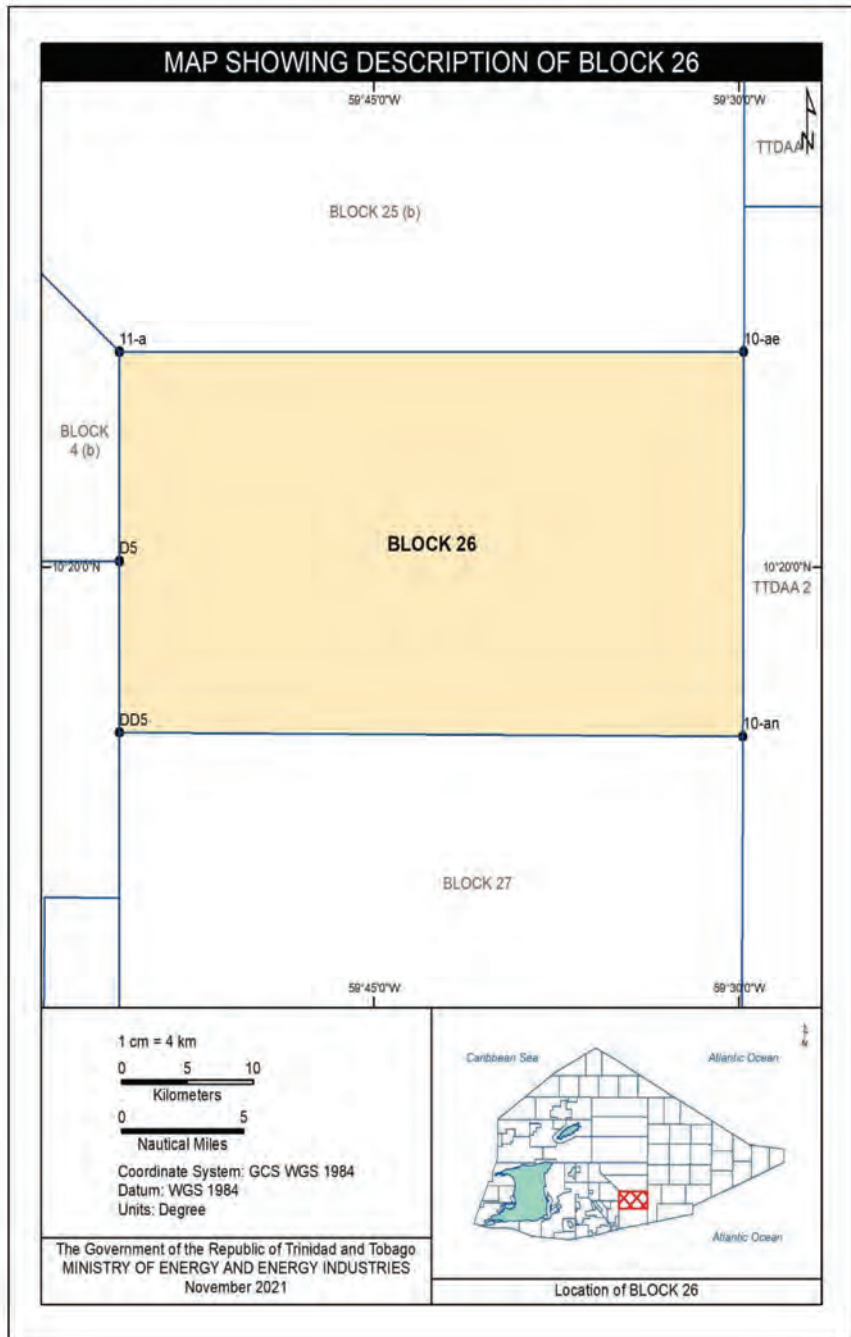 MAP SHOWING DESCRIPTION OF BLOCK 26
59°45'0"W
59°30'0"W
TTDAA
BLOCK 25 (b)
11-a
10-ae
BLOCK
4 (b)
D5
BLOCK 26
10°20'0"N
10°20'0"N
TTDAA 2
DD5
10-an
BLOCK 27
59°45'0"W
59°30'0"W
1 cm = 4 km
0 5 10
Kilometers
0 5
Nautical Miles
Coordinate System: GCS WGS 1984
Datum: WGS 1984
Units: Degree
The Government of the Republic of Trinidad and Tobago
MINISTRY OF ENERGY AND ENERGY INDUSTRIES
November 2021
Caribbean Sea
Atlantic Ocean
Atlantic Ocean
Location of BLOCK 26